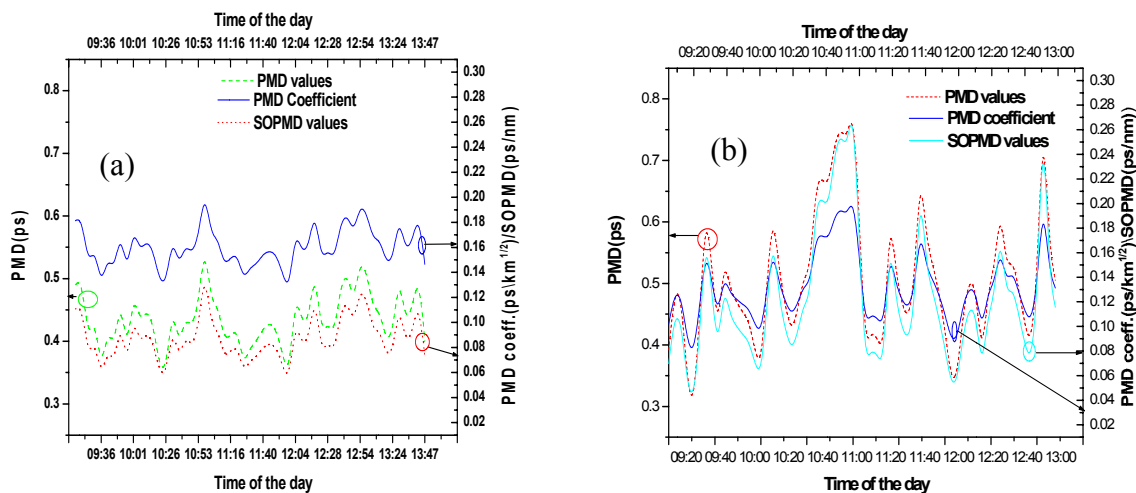 Time of the day
09:36 10:01 10:26 10:53 11:16 11:40 12:04 12:28 12:54 13:24 13:47
PMD values
PMD Coefficient
SOPMD values
(a)
PMD(ps)
0.8
0.7
0.6
0.5
0.4
0.3
0.30
0.28
0.26
0.24
0.22
0.20
0.18
0.16
0.14
0.12
0.10
0.08
0.06
0.04
0.02
PMD coeff.(ps/km1/2)/SOPMD(ps/nm)
09:36 10:01 10:26 10:53 11:16 11:40 12:04 12:28 12:54 13:24 13:47
Time of the day
Time of the day
09:20 09:40 10:00 10:20 10:40 11:00 11:20 11:40 12:00 12:20 12:40 13:00
PMD values
PMD coefficient
SOPMD values
(b)
PMD(ps)
0.8
0.7
0.6
0.5
0.4
0.3
0.30
0.28
0.26
0.24
0.22
0.20
0.18
0.16
0.14
0.12
0.10
0.08
0.06
0.04
0.02
PMD coeff.(ps/km1/2)/SOPMD(ps/nm)
09:20 09:40 10:00 10:20 10:40 11:00 11:20 11:40 12:00 12:20 12:40 13:00
Time of the day